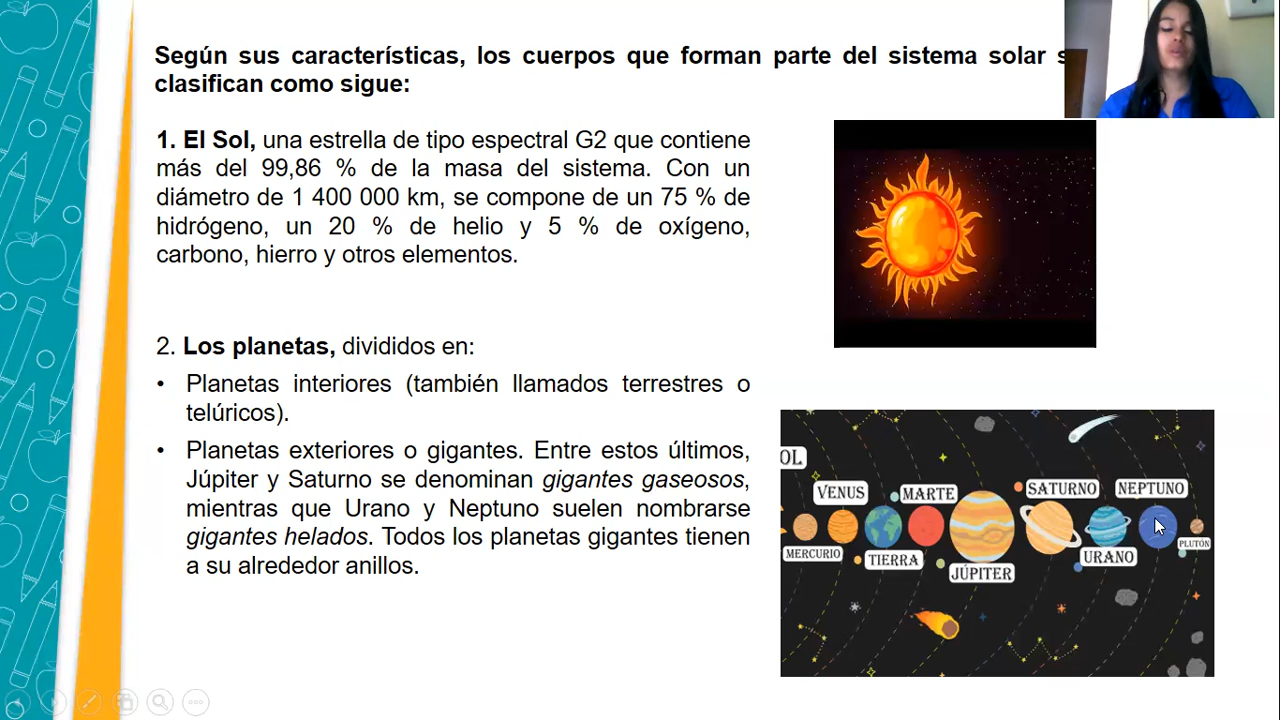 Según sus características, los cuerpos que forman parte del sistema solar s
clasifican como sigue:
1. El Sol, una estrella de tipo espectral G2 que contiene
más del 99,86 % de la masa del sistema. Con un
diámetro de 1 400 000 km, se compone de un 75 % de
hidrógeno, un 20 % de helio y 5 % de oxígeno,
carbono, hierro y otros elementos.
2. Los planetas, divididos en:
• Planetas interiores (también llamados terrestres o
telúricos).
• Planetas exteriores o gigantes. Entre estos últimos,
Júpiter y Saturno se denominan gigantes gaseosos,
mientras que Urano y Neptuno suelen nombrarse
gigantes helados. Todos los planetas gigantes tienen
a su alrededor anillos.
OL
VENUS
MARTE
SATURNO
NEPTUNO
MERCURIO
TIERRA
JÚPITER
URANO
PLUTÓN